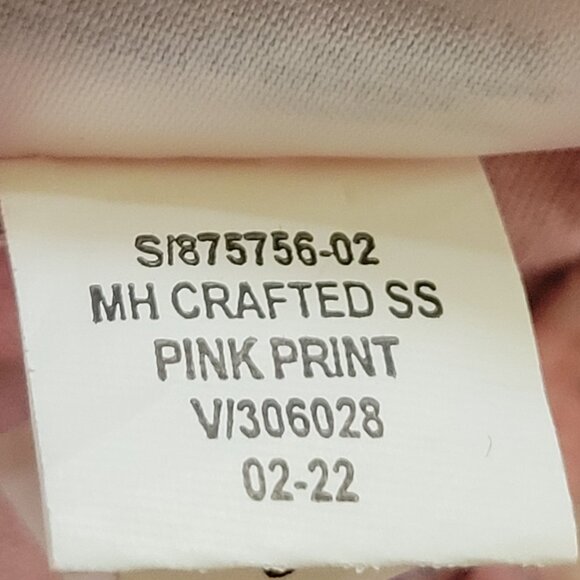 S/875756-02
MH CRAFTED SS
PINK PRINT
V/306028
02-22